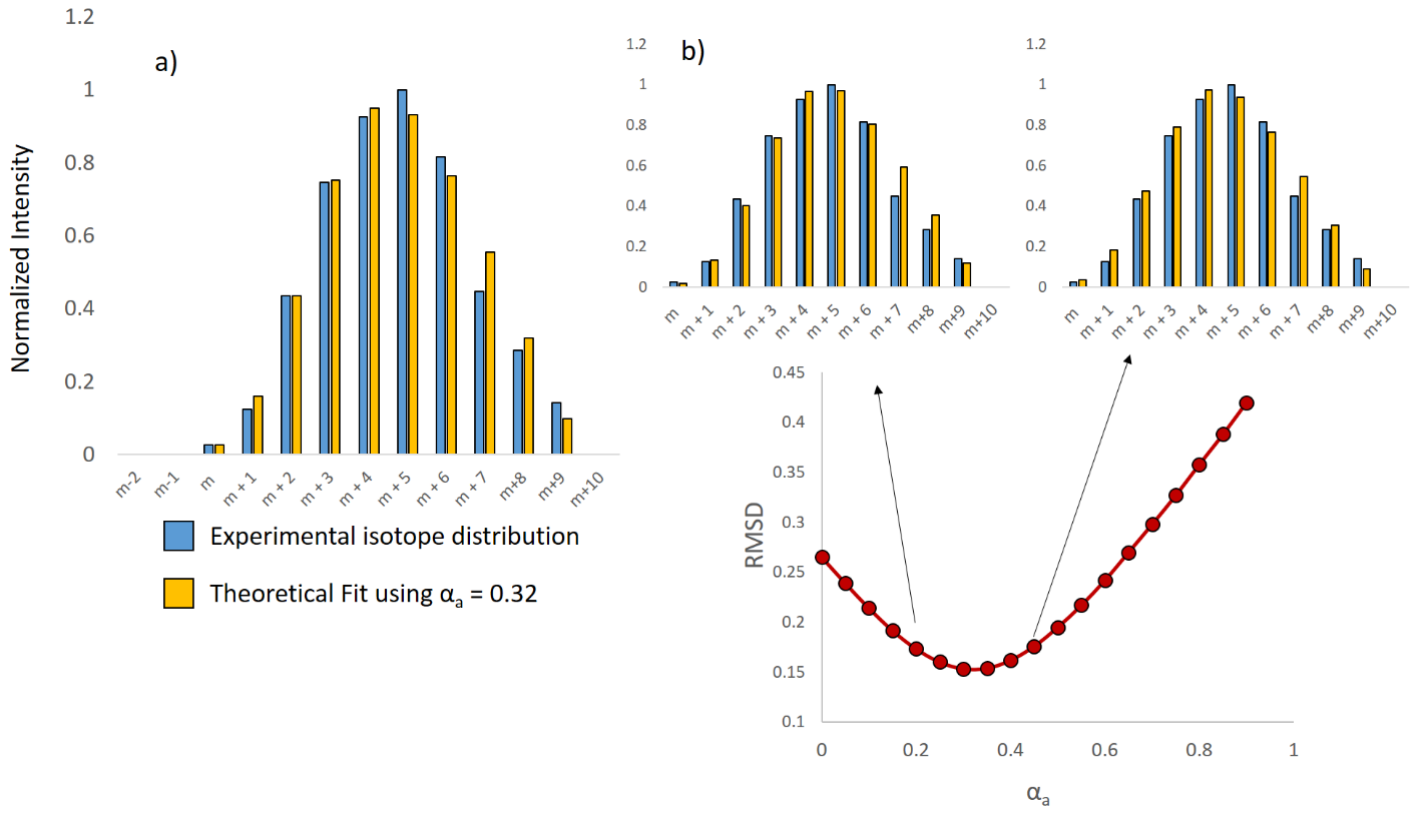 a)
1.2
1
0.8
0.6
0.4
0.2
0
Normalized Intensity
m-2
m-1
m
m + 1
m + 2
m + 3
m + 4
m + 5
m + 6
m + 7
m+8
m+9
m+10
Experimental isotope distribution
Theoretical Fit using αa = 0.32
b)
1.2
1
0.8
0.6
0.4
0.2
0
m
m + 1
m + 2
m + 3
m + 4
m + 5
m + 6
m + 7
m+8
m+9
m+10
1.2
1
0.8
0.6
0.4
0.2
0
m
m + 1
m + 2
m + 3
m + 4
m + 5
m + 6
m + 7
m+8
m+9
m+10
0.45
0.4
0.35
0.3
0.25
0.2
0.15
0.1
RMSD
0
0.2
0.4
0.6
0.8
1
αa